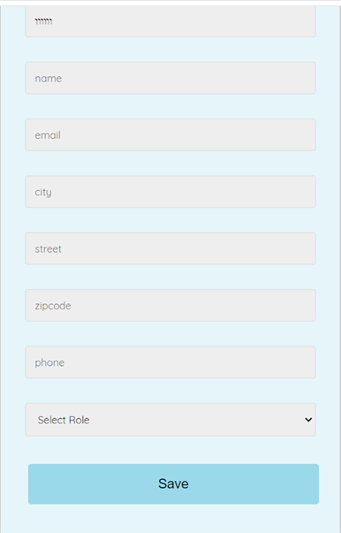 name
email
city
street
zipcode
phone
Select Role
Save